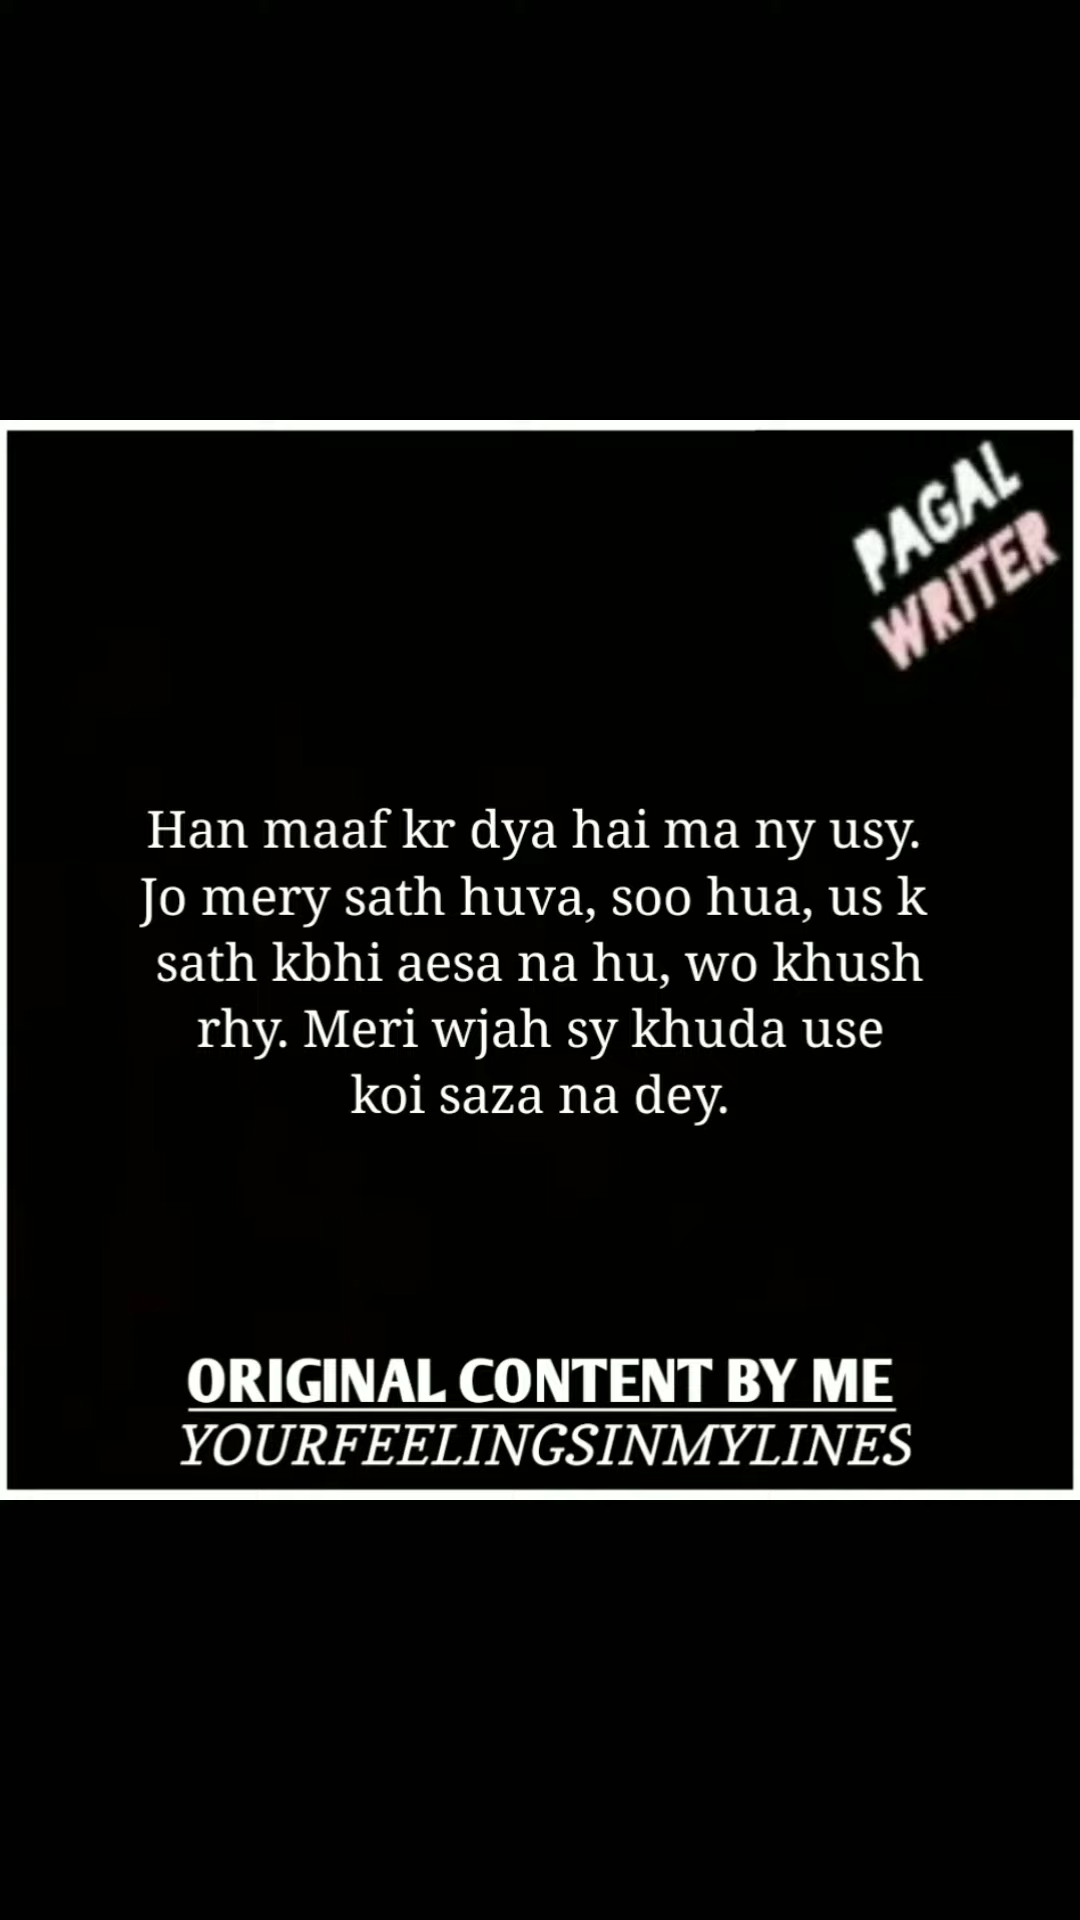 PAGAL
WRITER
Han maaf kr dya hai ma ny usy.
Jo mery sath huva, soo hua, us k
sath kbhi aesa na hu, wo khush
rhy. Meri wjah sy khuda use
koi saza na dey.
ORIGINAL CONTENT BY ME
YOURFEELINGSINMYLINES